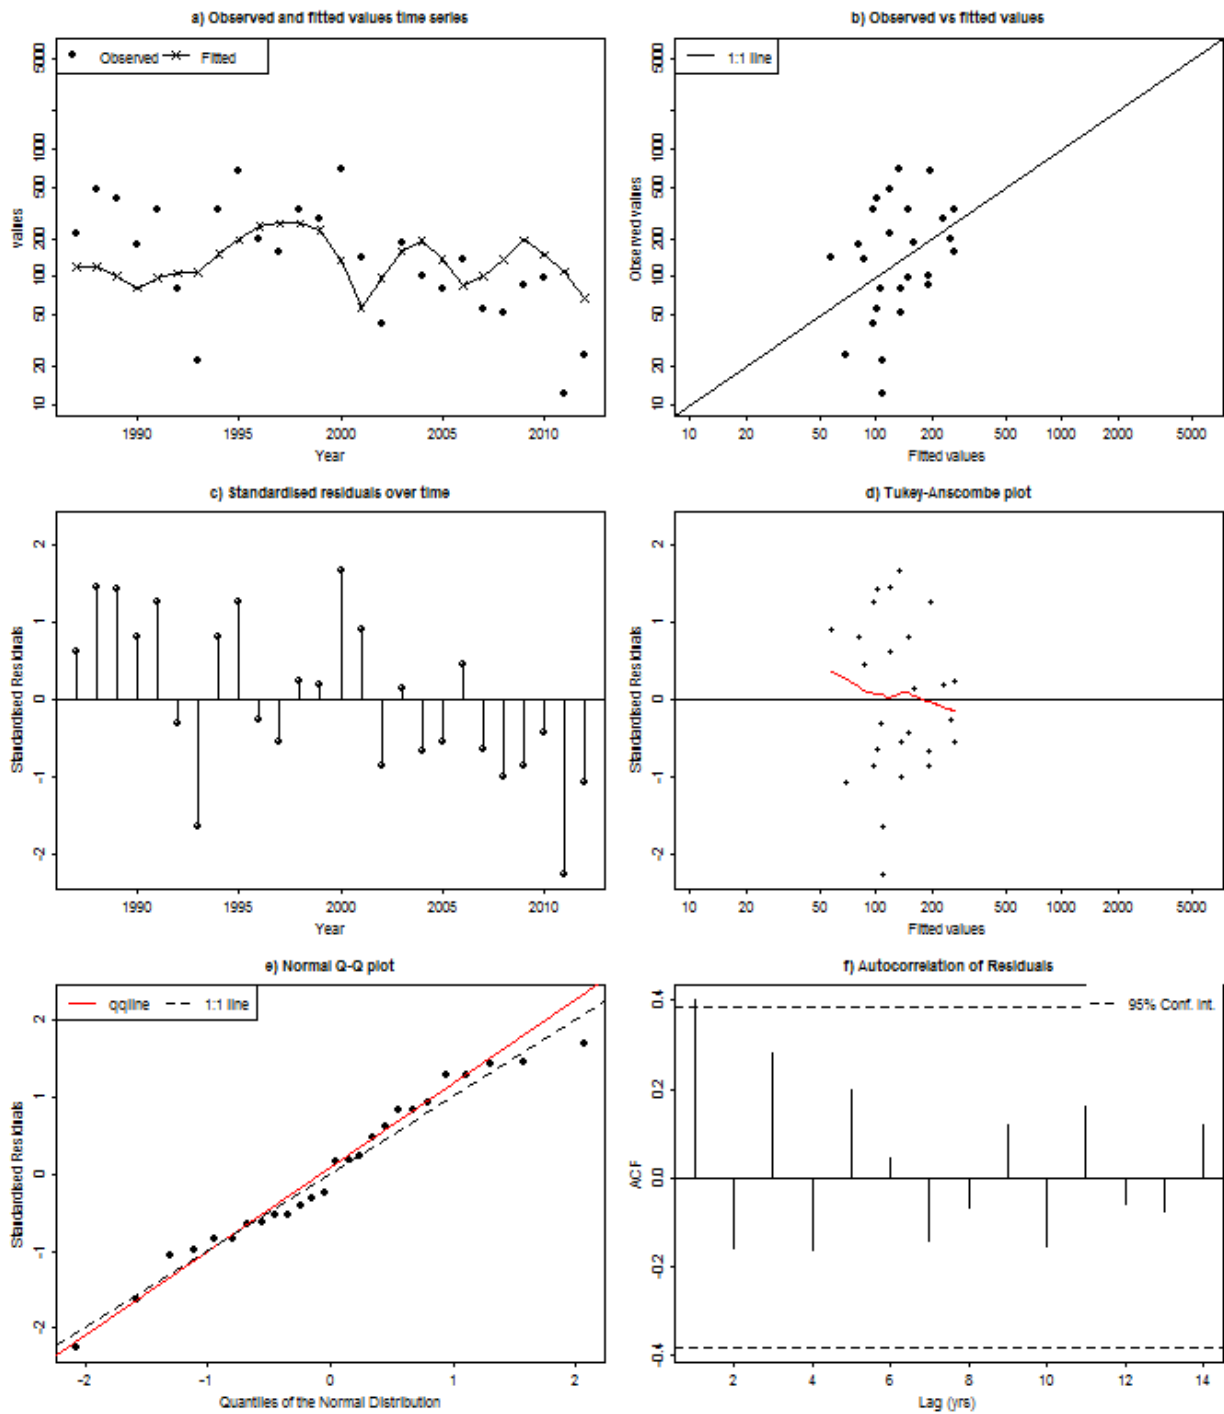 a) Observed and fitted values time series
Observed Fitted
values
5000
1000
500
200
100
50
20
10
1990 1995 2000 2005 2010
Year
b) Observed vs fitted values
1:1 line
Observed values
5000
1000
500
200
100
50
20
10
10 20 50 100 200 500 1000 2000 5000
Fitted values
c) Standardised residuals over time
Standardised Residuals
2
1
0
-1
-2
1990 1995 2000 2005 2010
Year
d) Tukey-Anscombe plot
Standardised Residuals
2
1
0
-1
-2
10 20 50 100 200 500 1000 2000 5000
Fitted values
e) Normal Q-Q plot
qqline 1:1 line
Standardised Residuals
2
1
0
-1
-2
-2 -1 0 1 2
Quantiles of the Normal Distribution
f) Autocorrelation of Residuals
95% Conf. Int.
ACF
0.4
0.2
0.0
-0.2
-0.4
2 4 6 8 10 12 14
Lag (yrs)